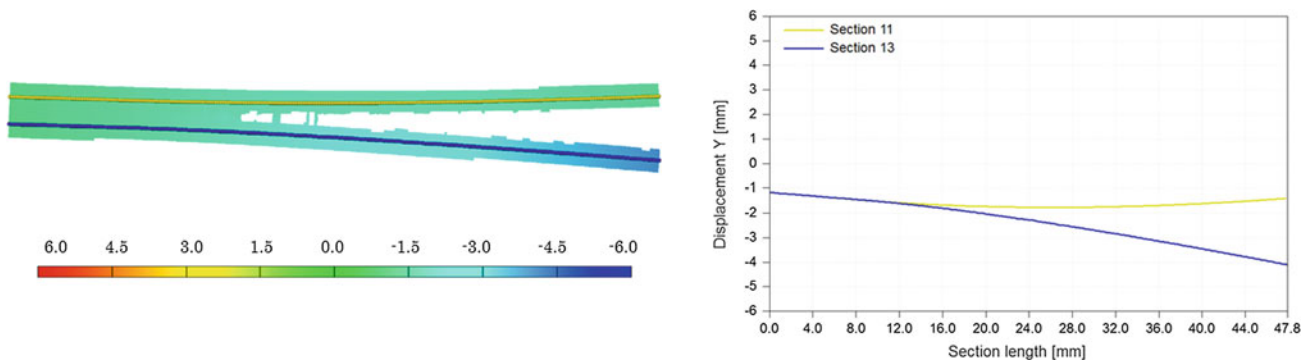 6.0 4.5 3.0 1.5 0.0 -1.5 -3.0 -4.5 -6.0
Section 11
Section 13
Displacement Y [mm]
6
5
4
3
2
1
0
-1
-2
-3
-4
-5
-6
0.0 4.0 8.0 12.0 16.0 20.0 24.0 28.0 32.0 36.0 40.0 44.0 47.8
Section length [mm]